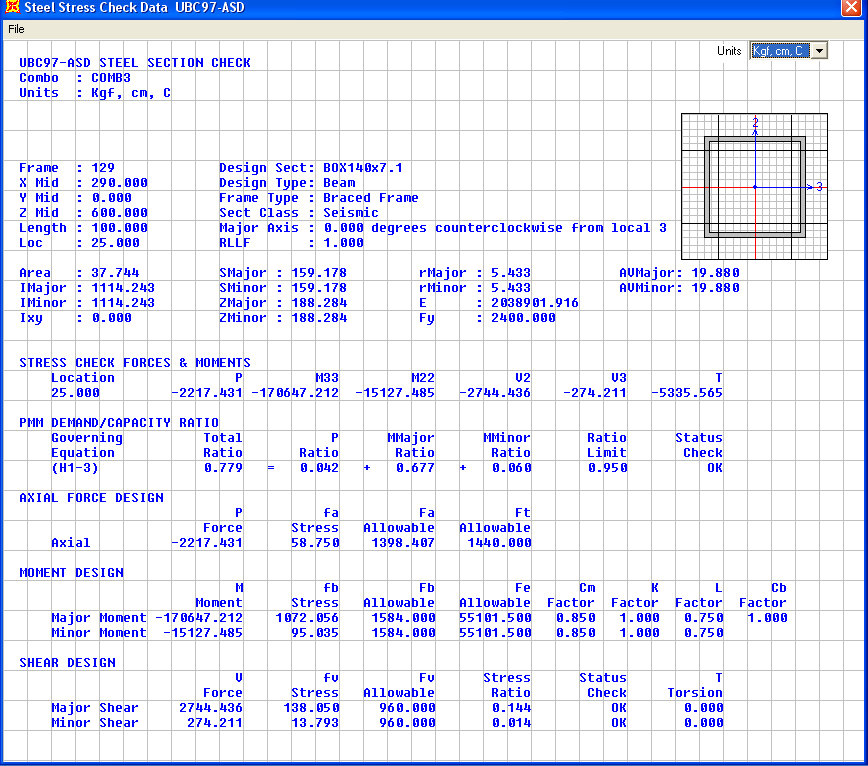 Steel Stress Check Data UBC97-ASD
File
Units Kgf, cm, C
UBC97-ASD STEEL SECTION CHECK
Combo : COMB3
Units : Kgf, cm, C
2
3
Frame : 129 Design Sect: BOX140x7.1
X Mid : 290.000 Design Type: Beam
Y Mid : 0.000 Frame Type : Braced Frame
Z Mid : 600.000 Sect Class : Seismic
Length : 100.000 Major Axis : 0.000 degrees counterclockwise from local 3
Loc : 25.000 RLLF : 1.000
Area : 37.744 SMajor : 159.178 rMajor : 5.433 AVMajor: 19.880
IMajor : 1114.243 SMinor : 159.178 rMinor : 5.433 AVMinor: 19.880
IMinor : 1114.243 ZMajor : 188.284 E : 2038901.916
Ixy : 0.000 ZMinor : 188.284 Fy : 2400.000
STRESS CHECK FORCES & MOMENTS
Location P M33 M22 V2 V3 T
25.000 -2217.431 -170647.212 -15127.485 -2744.436 -274.211 -5335.565
PMM DEMAND/CAPACITY RATIO
Governing Total P MMajor MMinor Ratio Status
Equation Ratio Ratio Ratio Ratio Limit Check
(H1-3) 0.779 = 0.042 + 0.677 + 0.060 0.950 OK
AXIAL FORCE DESIGN
P fa Fa Ft
Force Stress Allowable Allowable
Axial -2217.431 58.750 1398.407 1440.000
MOMENT DESIGN
M fb Fb Fe Cm K L Cb
Moment Stress Allowable Allowable Factor Factor Factor Factor
Major Moment -170647.212 1072.056 1584.000 55101.500 0.850 1.000 0.750 1.000
Minor Moment -15127.485 95.035 1584.000 55101.500 0.850 1.000 0.750
SHEAR DESIGN
V fv Fv Stress Status T
Force Stress Allowable Ratio Check Torsion
Major Shear 2744.436 138.050 960.000 0.144 OK 0.000
Minor Shear 274.211 13.793 960.000 0.014 OK 0.000